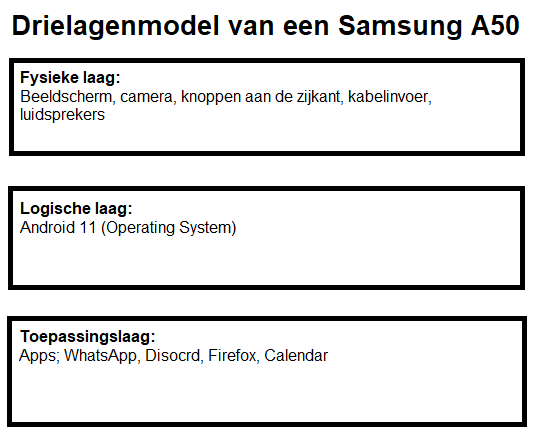 Drielagenmodel van een Samsung A50
Fysieke laag:
Beeldscherm, camera, knoppen aan de zijkant, kabelinvoer,
luidsprekers
Logische laag:
Android 11 (Operating System)
Toepassingslaag:
Apps; WhatsApp, Disocrd, Firefox, Calendar